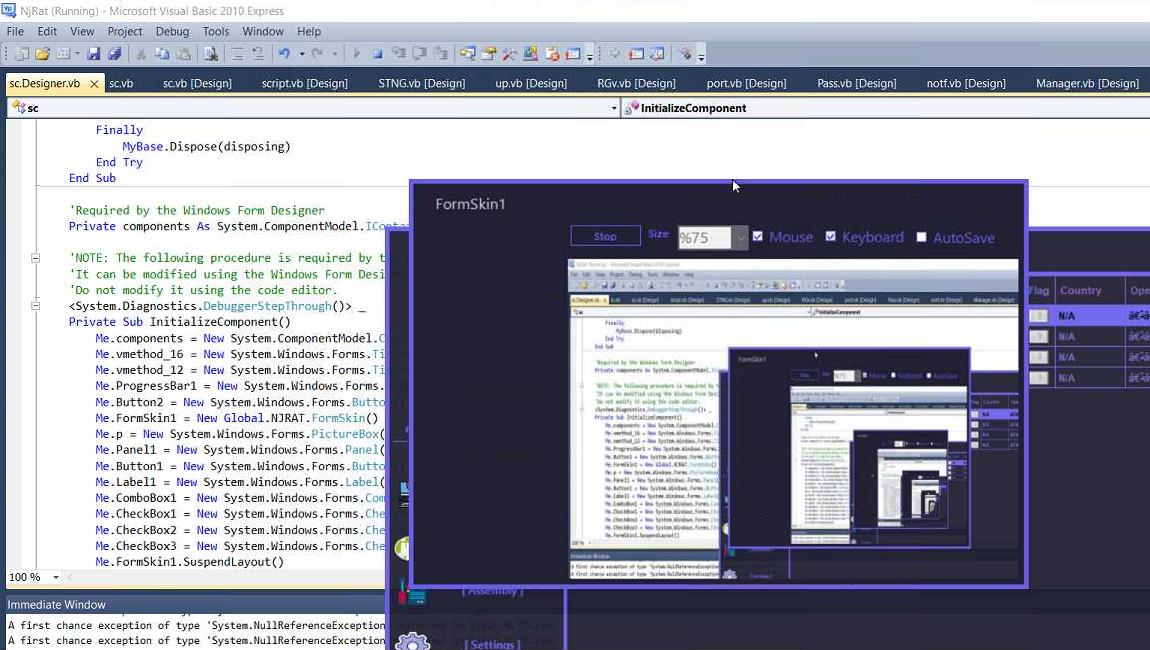 NjRat (Running) - Microsoft Visual Basic 2010 Express
File Edit View Project Debug Tools Window Help
sc.Designer.vb sc.vb sc.vb [Design] script.vb [Design] STNG.vb [Design] up.vb [Design] RGv.vb [Design] port.vb [Design] Pass.vb [Design] notf.vb [Design] Manager.vb [Design]
sc InitializeComponent
Finally
MyBase.Dispose(disposing)
End Try
End Sub
'Required by the Windows Form Designer
Private components As System.ComponentModel.IConta
'NOTE: The following procedure is required by t
'It can be modified using the Windows Form Desi
'Do not modify it using the code editor.
<System.Diagnostics.DebuggerStepThrough()> _
Private Sub InitializeComponent()
Me.components = New System.ComponentModel.C
Me.vmethod_16 = New System.Windows.Forms.Ti
Me.vmethod_12 = New System.Windows.Forms.Ti
Me.ProgressBar1 = New System.Windows.Forms.
Me.Button2 = New System.Windows.Forms.Butto
Me.FormSkin1 = New Global.NJRAT.FormSkin()
Me.p = New System.Windows.Forms.PictureBox(
Me.Panel1 = New System.Windows.Forms.Panel(
Me.Button1 = New System.Windows.Forms.Butto
Me.Label1 = New System.Windows.Forms.Label(
Me.ComboBox1 = New System.Windows.Forms.Com
Me.CheckBox1 = New System.Windows.Forms.Che
Me.CheckBox2 = New System.Windows.Forms.Che
Me.CheckBox3 = New System.Windows.Forms.Che
Me.FormSkin1.SuspendLayout()
100 %
Immediate Window
A first chance exception of type 'System.NullReferenceException
A first chance exception of type 'System.NullReferenceException
FormSkin1
Stop Size %75 Mouse Keyboard AutoSave
Flag Country Ope
N/A
N/A
N/A
N/A
[ Assembly ]
[ Settings ]